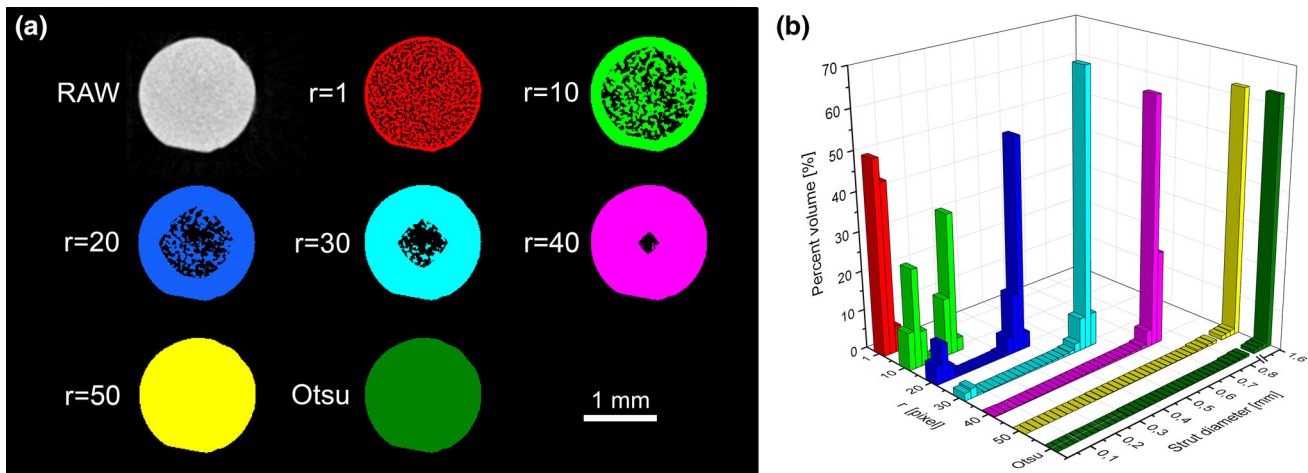 (a)
RAW
r=1
r=10
r=20
r=30
r=40
r=50
Otsu
1 mm
(b)
Percent volume [%]
70
60
50
40
30
20
10
0
r [pixel]
1
10
20
30
40
50
Otsu
Strut diameter [mm]
0,1
0,2
0,3
0,4
0,5
0,6
0,7
0,8
1,6